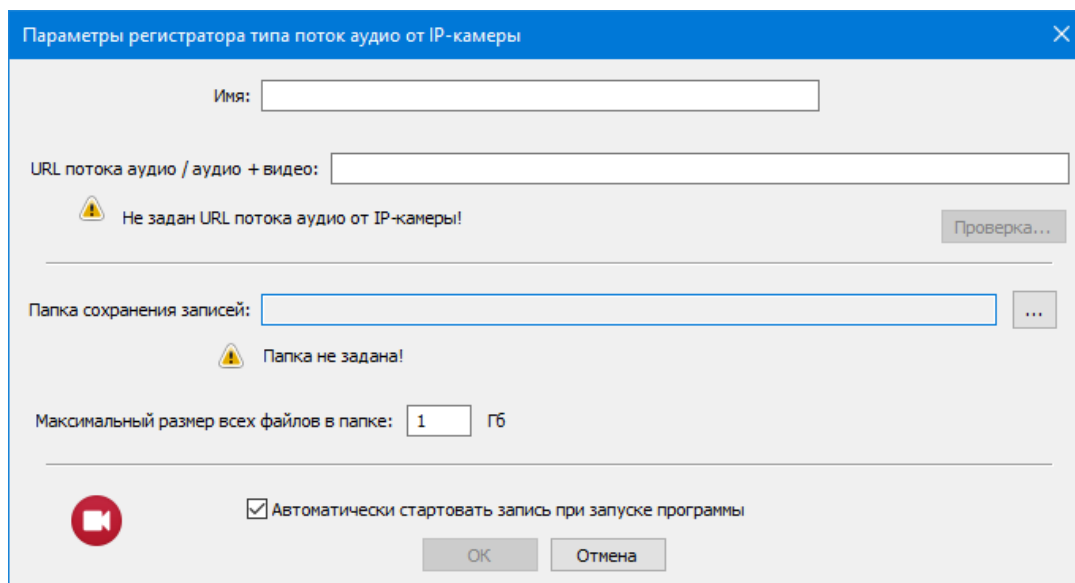 Параметры регистратора типа поток аудио от IP-камеры
Имя:
URL потока аудио / аудио + видео:
Не задан URL потока аудио от IP-камеры!
Проверка...
Папка сохранения записей:
...
Папка не задана!
Максимальный размер всех файлов в папке: 1 Гб
Автоматически стартовать запись при запуске программы
OK Отмена